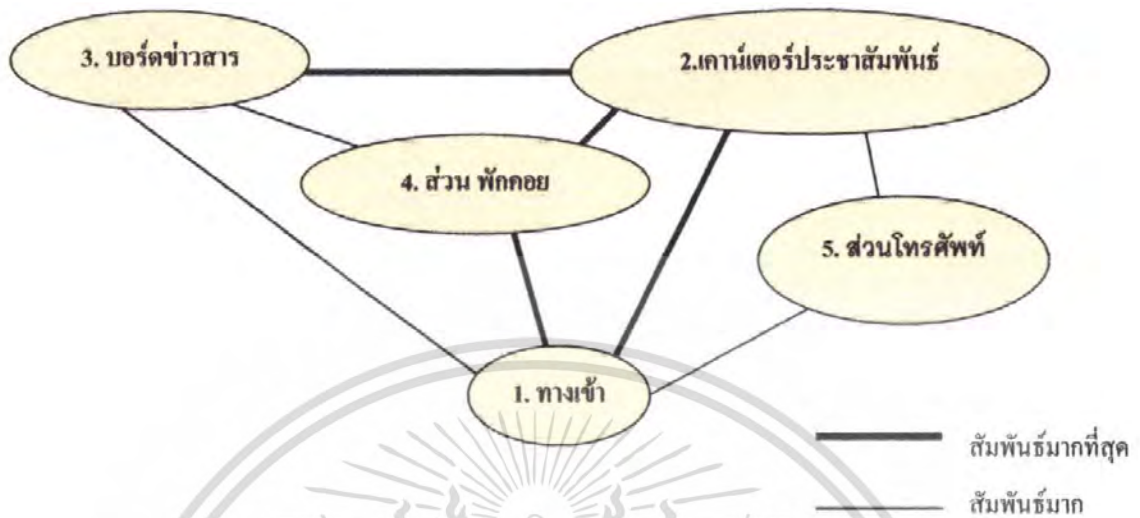 3. บอร์ดข่าวสาร
2.เคาน์เตอร์ประชาสัมพันธ์
4. ส่วน พักคอย
5. ส่วนโทรศัพท์
1. ทางเข้า
สัมพันธ์มากที่สุด
สัมพันธ์มาก